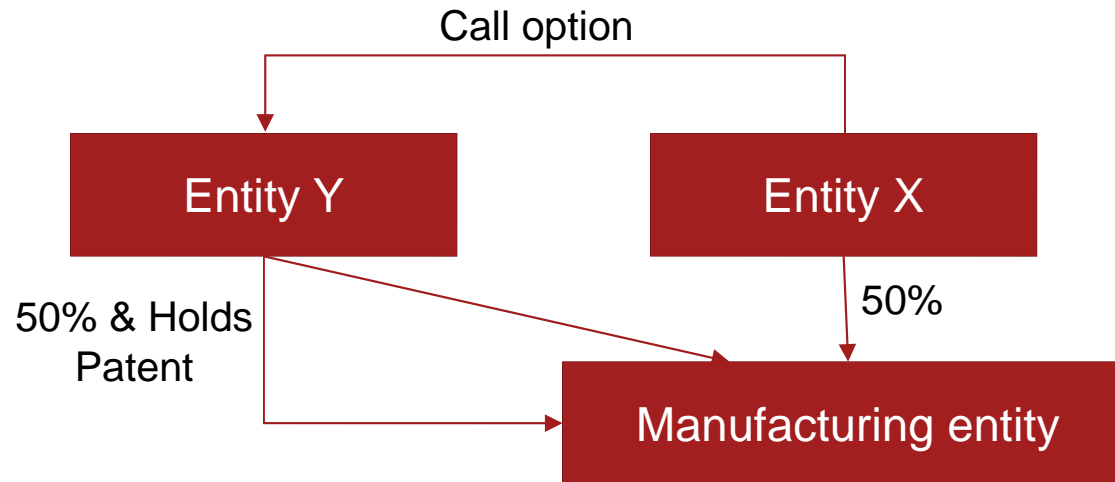 Call option
Entity Y
Entity X
50% & Holds
Patent
50%
Manufacturing entity